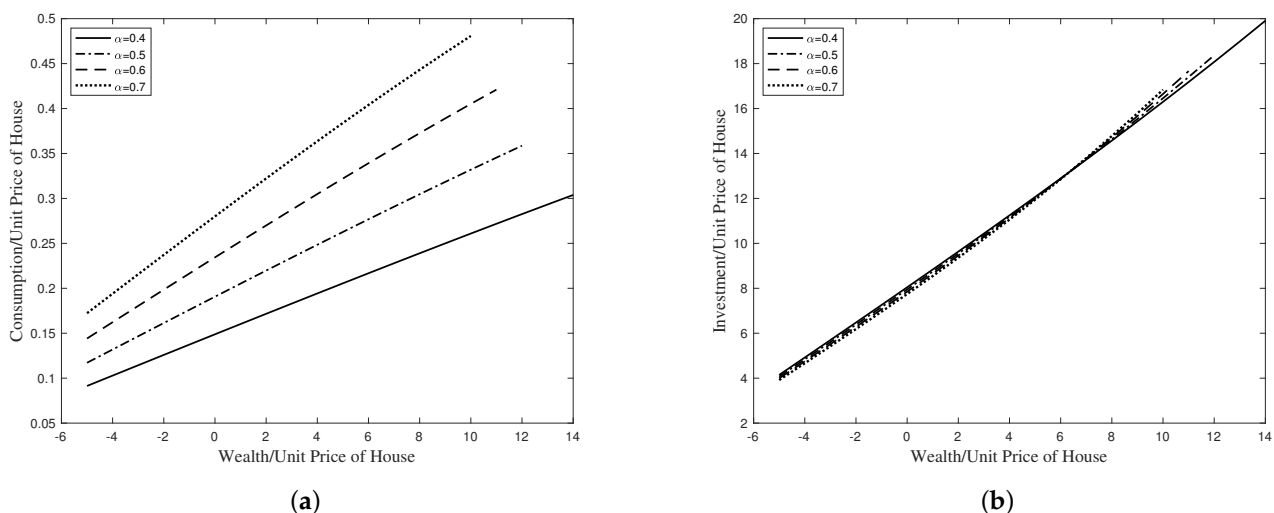 0.5
0.45
0.4
0.35
0.3
0.25
0.2
0.15
0.1
0.05
-6 -4 -2 0 2 4 6 8 10 12 14
Consumption/Unit Price of House
Wealth/Unit Price of House
α=0.4
α=0.5
α=0.6
α=0.7
(a)
20
18
16
14
12
10
8
6
4
2
-6 -4 -2 0 2 4 6 8 10 12 14
Investment/Unit Price of House
Wealth/Unit Price of House
α=0.4
α=0.5
α=0.6
α=0.7
(b)